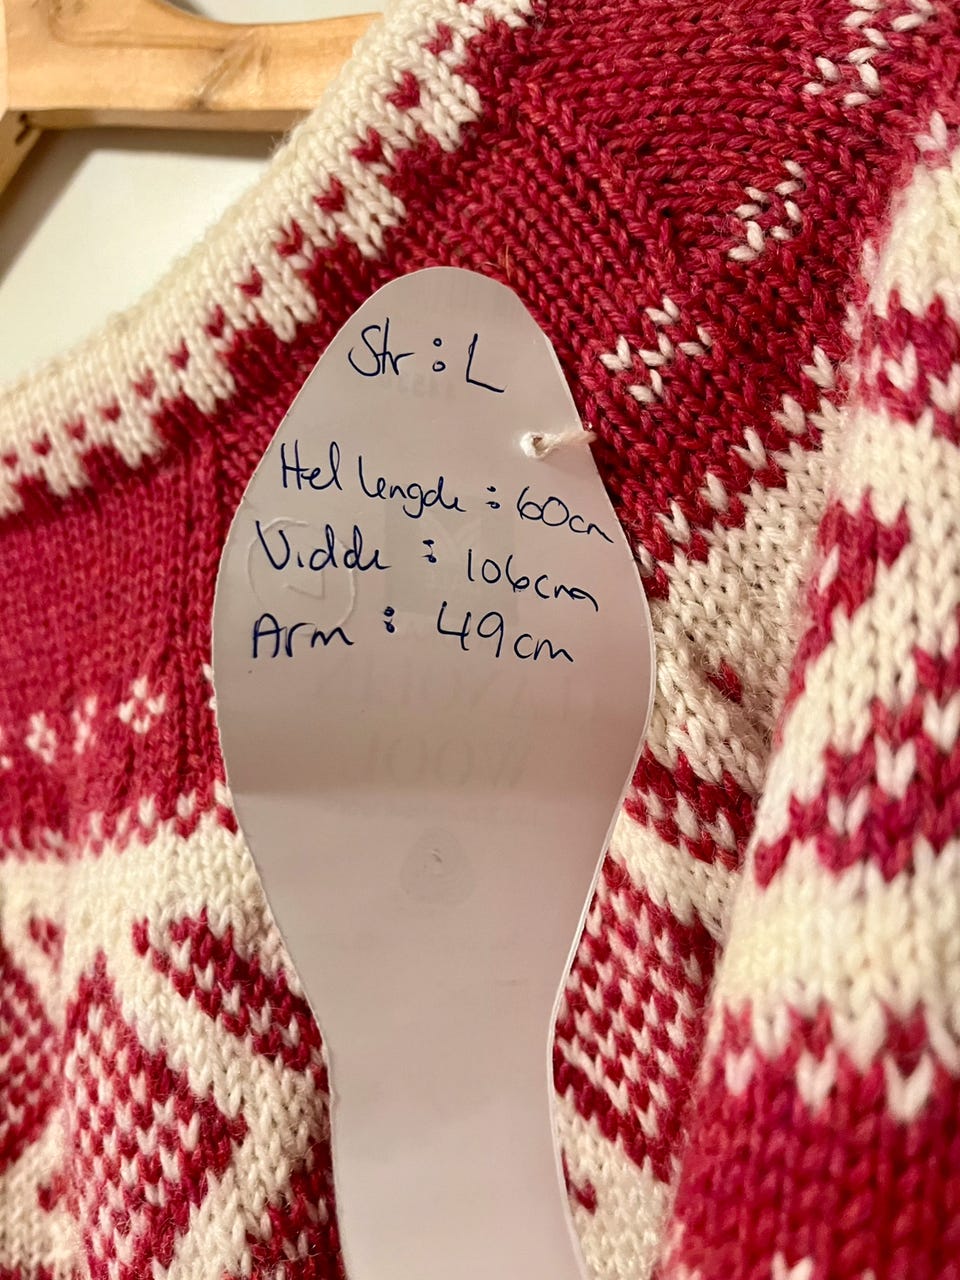 Str : L
Hel lengde : 60cm
Vidde : 106cm
Arm : 49cm